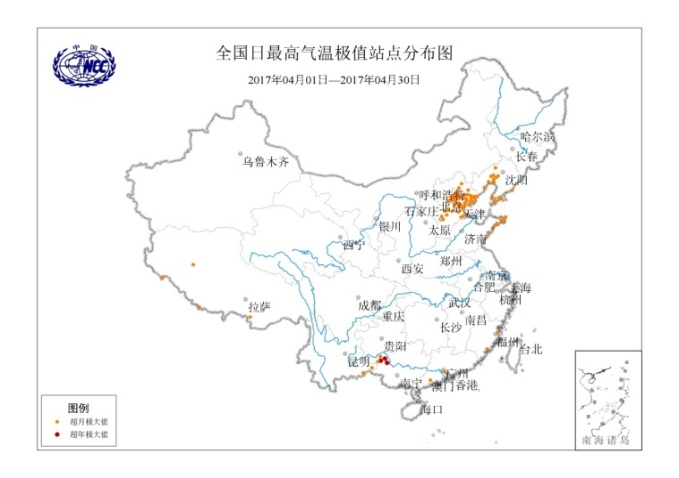 中国
NCC
全国日最高气温极值站点分布图
2017年04月01日—2017年04月30日
哈尔滨
长春
乌鲁木齐
沈阳
呼和浩特
北京
石家庄
天津
银川
太原
济南
西宁
郑州
西安
南京
合肥
上海
杭州
拉萨
成都
武汉
重庆
南昌
长沙
贵阳
福州
昆明
台北
广州
南宁
澳门
香港
海口
图例
超月极大值
超年极大值
南海诸岛